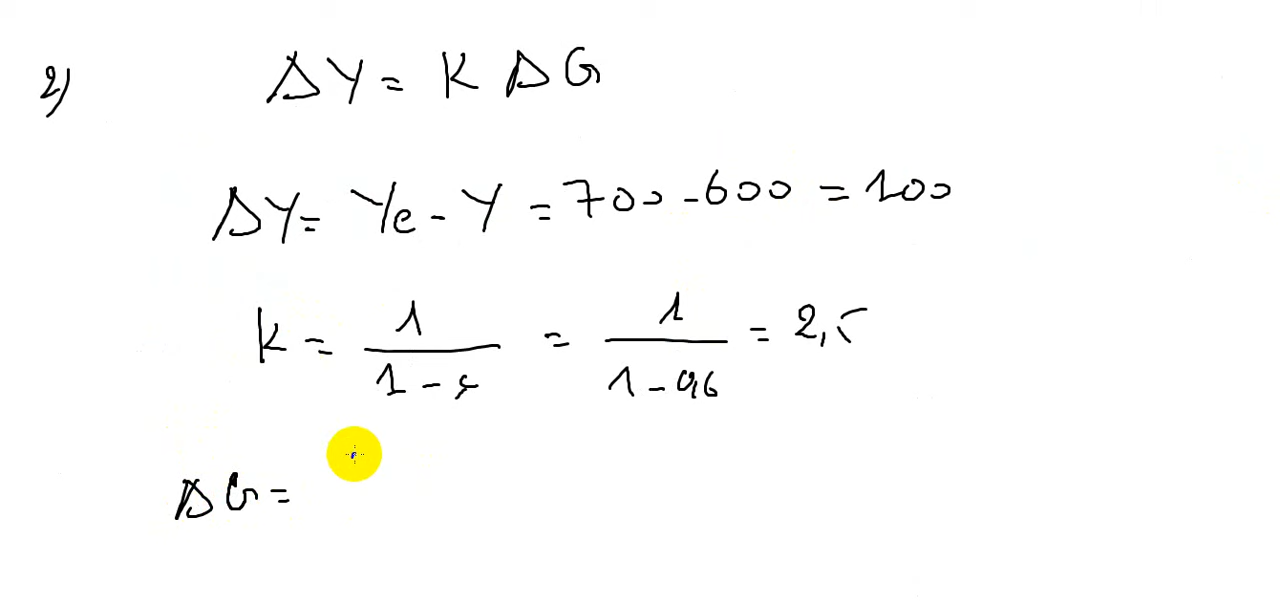 2) ΔY = K ΔG
ΔY = Ye - Y = 700 - 600 = 100
K = 1/(1 - c) = 1/(1 - 0,6) = 2,5
ΔG =